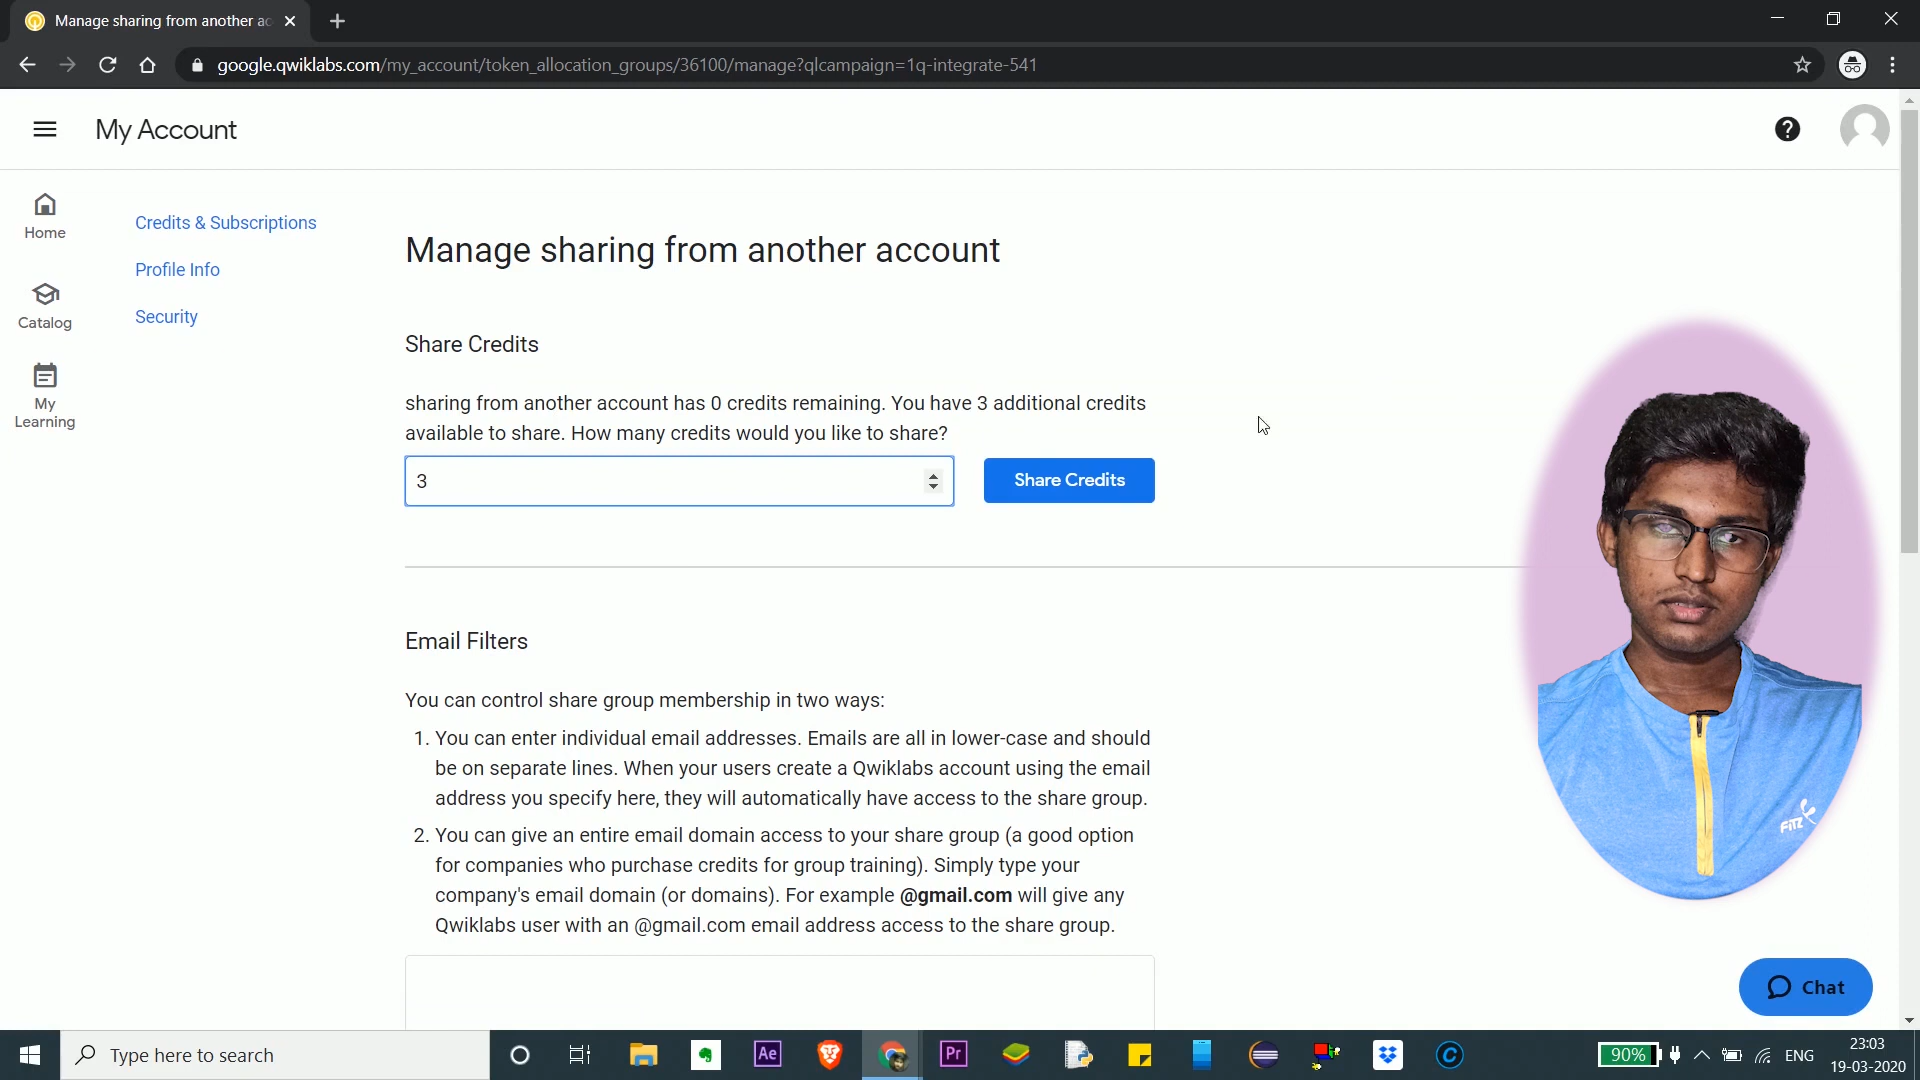 Manage sharing from another ac
google.qwiklabs.com/my_account/token_allocation_groups/36100/manage?qlcampaign=1q-integrate-541
My Account
Home
Catalog
My
Learning
Credits & Subscriptions
Profile Info
Security
Manage sharing from another account
Share Credits
sharing from another account has 0 credits remaining. You have 3 additional credits
available to share. How many credits would you like to share?
3
Share Credits
Email Filters
You can control share group membership in two ways:
1. You can enter individual email addresses. Emails are all in lower-case and should
be on separate lines. When your users create a Qwiklabs account using the email
address you specify here, they will automatically have access to the share group.
2. You can give an entire email domain access to your share group (a good option
for companies who purchase credits for group training). Simply type your
company's email domain (or domains). For example @gmail.com will give any
Qwiklabs user with an @gmail.com email address access to the share group.
FITZ
Chat
Type here to search
Ae
Pr
C
90%
ENG
23:03
19-03-2020